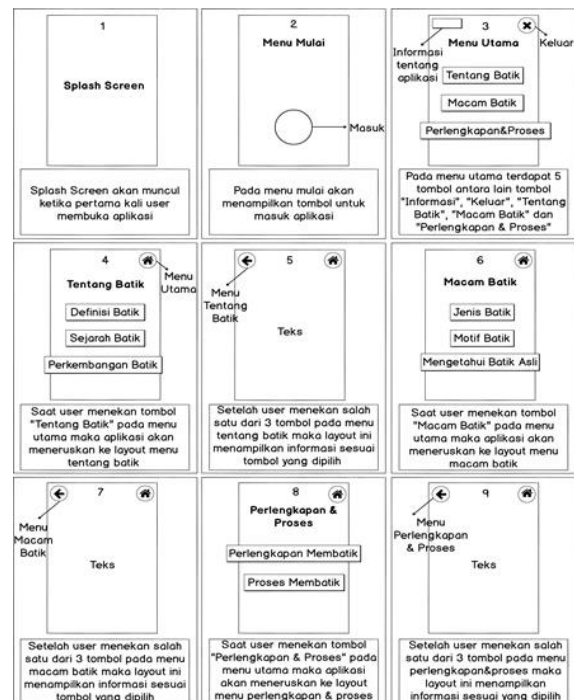 1
Splash Screen
Splash Screen akan muncul
ketika pertama kali user
membuka aplikasi
2
Menu Mulai
Masuk
Pada menu mulai akan
menampilkan tombol untuk
masuk aplikasi
3
Menu Utama
Keluar
Informasi
tentang
aplikasi
Tentang Batik
Macam Batik
Perlengkapan&Proses
Pada menu utama terdapat 5
tombol antara lain tombol
"Informasi", "Keluar", "Tentang
Batik", "Macam Batik" dan
"Perlengkapan & Proses"
4
Tentang Batik
Menu
Utama
Definisi Batik
Sejarah Batik
Perkembangan Batik
Saat user menekan tombol
"Tentang Batik" pada menu
utama maka aplikasi akan
meneruskan ke layout menu
tentang batik
5
Menu
Tentang
Batik
Teks
Setelah user menekan salah
satu dari 3 tombol pada menu
tentang batik maka layout ini
menampilkan informasi sesuai
tombol yang dipilih
6
Macam Batik
Jenis Batik
Motif Batik
Mengetahui Batik Asli
Saat user menekan tombol
"Macam Batik" pada menu
utama maka aplikasi akan
meneruskan ke layout menu
macam batik
7
Menu
Macam
Batik
Teks
Setelah user menekan salah
satu dari 3 tombol pada menu
macam batik maka layout ini
menampilkan informasi sesuai
tombol yang dipilih
8
Perlengkapan &
Proses
Perlengkapan Membatik
Proses Membatik
Saat user menekan tombol
"Perlengkapan & Proses" pada
menu utama maka aplikasi
akan meneruskan ke layout
menu perlengkapan & proses
9
Menu
Perlengkapan
& Proses
Teks
Setelah user menekan salah
satu dari 3 tombol pada menu
perlengkapan&proses maka
layout ini menampilkan
informasi sesuai yang dipilih